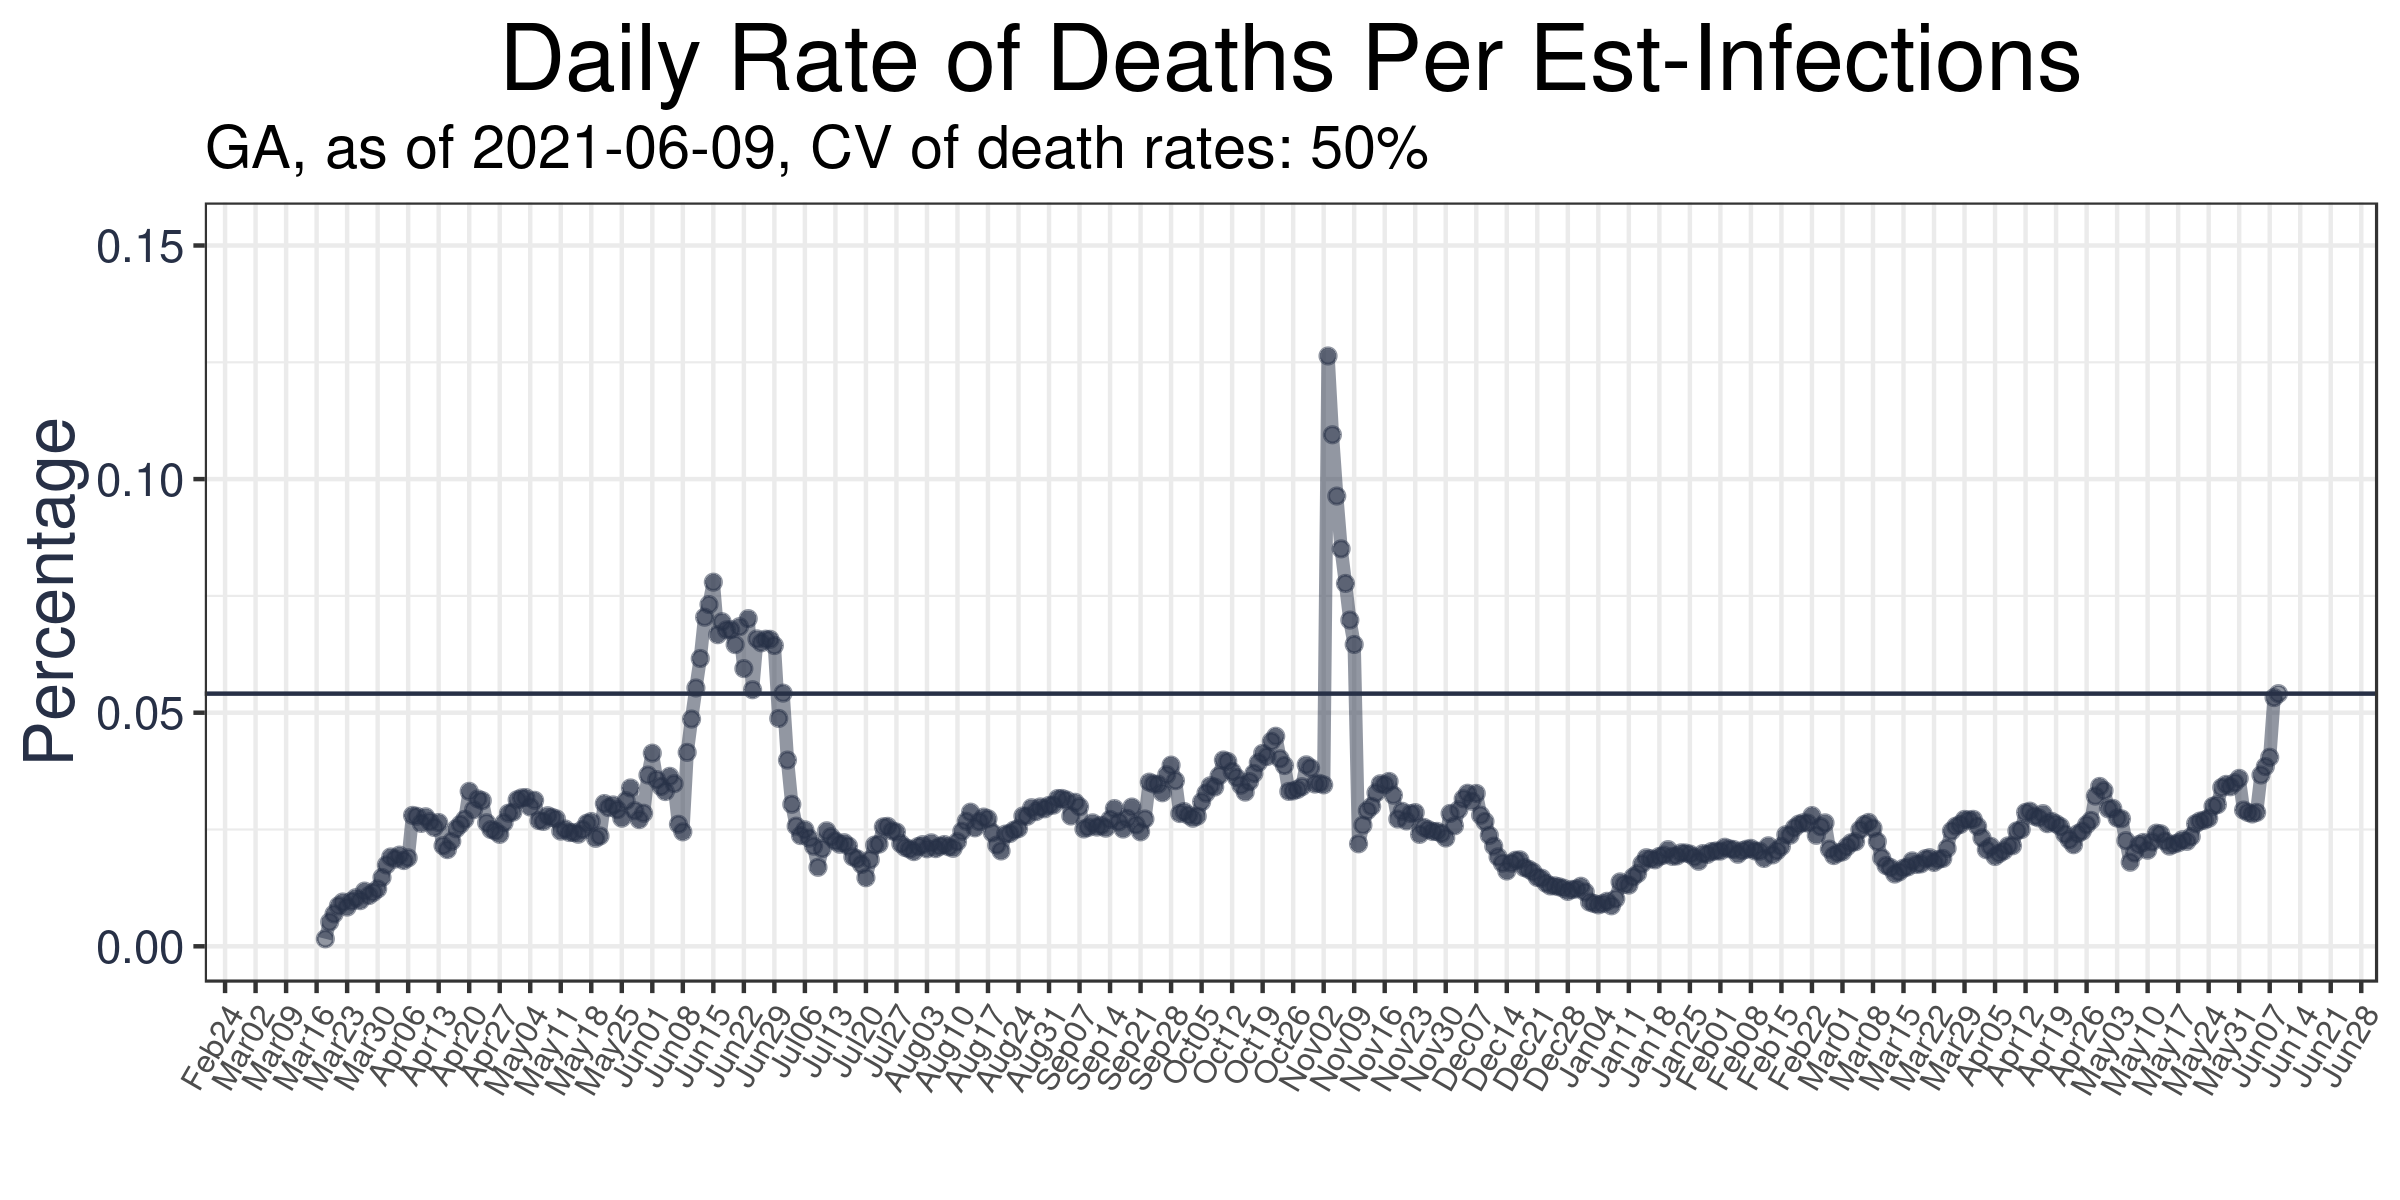 Daily Rate of Deaths Per Est-Infections
GA, as of 2021-06-09, CV of death rates: 50%
Percentage
0.15
0.10
0.05
0.00
Feb24
Mar02
Mar09
Mar16
Mar23
Mar30
Apr06
Apr13
Apr20
Apr27
May04
May11
May18
May25
Jun01
Jun08
Jun15
Jun22
Jun29
Jul06
Jul13
Jul20
Jul27
Aug03
Aug10
Aug17
Aug24
Aug31
Sep07
Sep14
Sep21
Sep28
Oct05
Oct12
Oct19
Oct26
Nov02
Nov09
Nov16
Nov23
Nov30
Dec07
Dec14
Dec21
Dec28
Jan04
Jan11
Jan18
Jan25
Feb01
Feb08
Feb15
Feb22
Mar01
Mar08
Mar15
Mar22
Mar29
Apr05
Apr12
Apr19
Apr26
May03
May10
May17
May24
May31
Jun07
Jun14
Jun21
Jun28